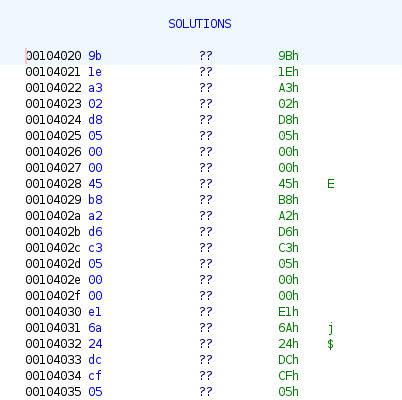 SOLUTIONS
00104020 9b ?? 9Bh
00104021 1e ?? 1Eh
00104022 a3 ?? A3h
00104023 02 ?? 02h
00104024 d8 ?? D8h
00104025 05 ?? 05h
00104026 00 ?? 00h
00104027 00 ?? 00h
00104028 45 ?? 45h E
00104029 b8 ?? B8h
0010402a a2 ?? A2h
0010402b d6 ?? D6h
0010402c c3 ?? C3h
0010402d 05 ?? 05h
0010402e 00 ?? 00h
0010402f 00 ?? 00h
00104030 e1 ?? E1h
00104031 6a ?? 6Ah j
00104032 24 ?? 24h $
00104033 dc ?? DCh
00104034 cf ?? CFh
00104035 05 ?? 05h